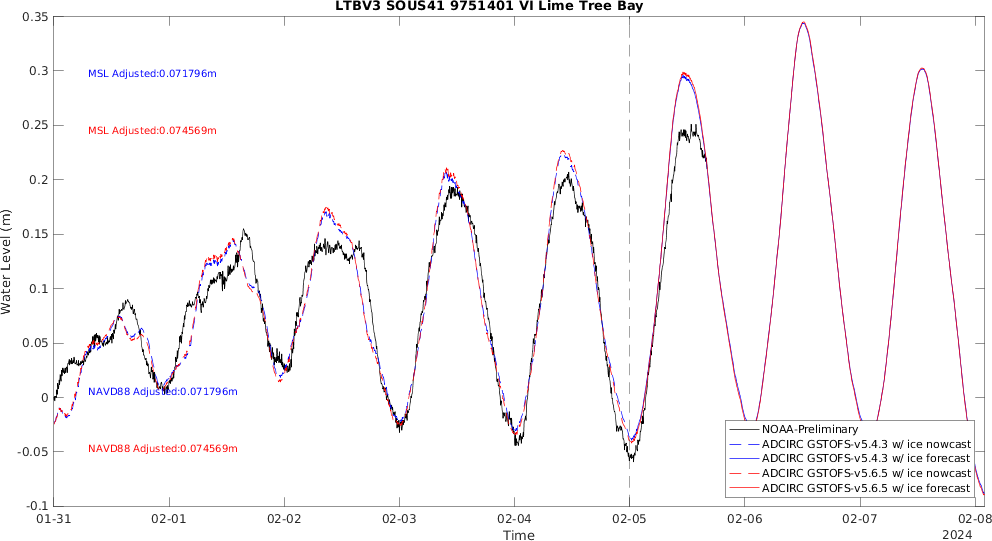 LTBV3 SOUS41 9751401 VI Lime Tree Bay
0.35
0.3
0.25
0.2
0.15
0.1
0.05
0
-0.05
-0.1
Water Level (m)
MSL Adjusted:0.071796m
MSL Adjusted:0.074569m
NAVD88 Adjusted:0.071796m
NAVD88 Adjusted:0.074569m
NOAA-Preliminary
ADCIRC GSTOFS-v5.4.3 w/ ice nowcast
ADCIRC GSTOFS-v5.4.3 w/ ice forecast
ADCIRC GSTOFS-v5.6.5 w/ ice nowcast
ADCIRC GSTOFS-v5.6.5 w/ ice forecast
01-31 02-01 02-02 02-03 02-04 02-05 02-06 02-07 02-08
Time
2024